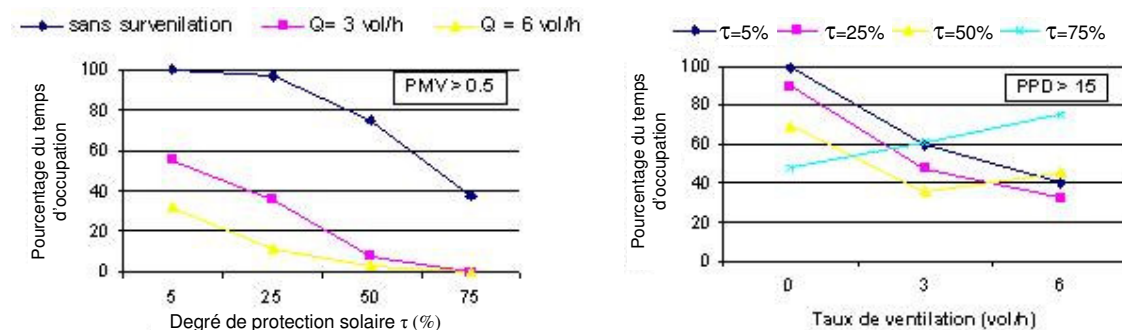 sans survenilation Q= 3 vol/h Q = 6 vol/h
Pourcentage du temps
d'occupation
100
80
60
40
20
0
PMV > 0.5
5 25 50 75
Degré de protection solaire τ (%)
τ=5% τ=25% τ=50% τ=75%
Pourcentage du temps
d'occupation
100
80
60
40
20
0
PPD > 15
0 3 6
Taux de ventilation (vol/h)